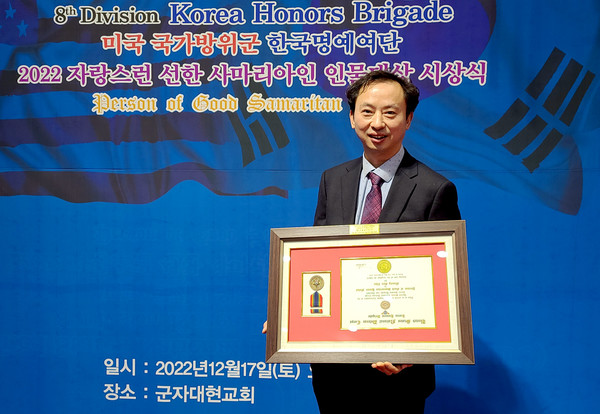 8th Division Korea Honors Brigade
미국 국가방위군 한국명예여단
2022 자랑스런 선한 사마리아인 인물대상 시상식
Person of Good Samaritan
일시 : 2022년12월17일(토)
장소 : 군자대현교회